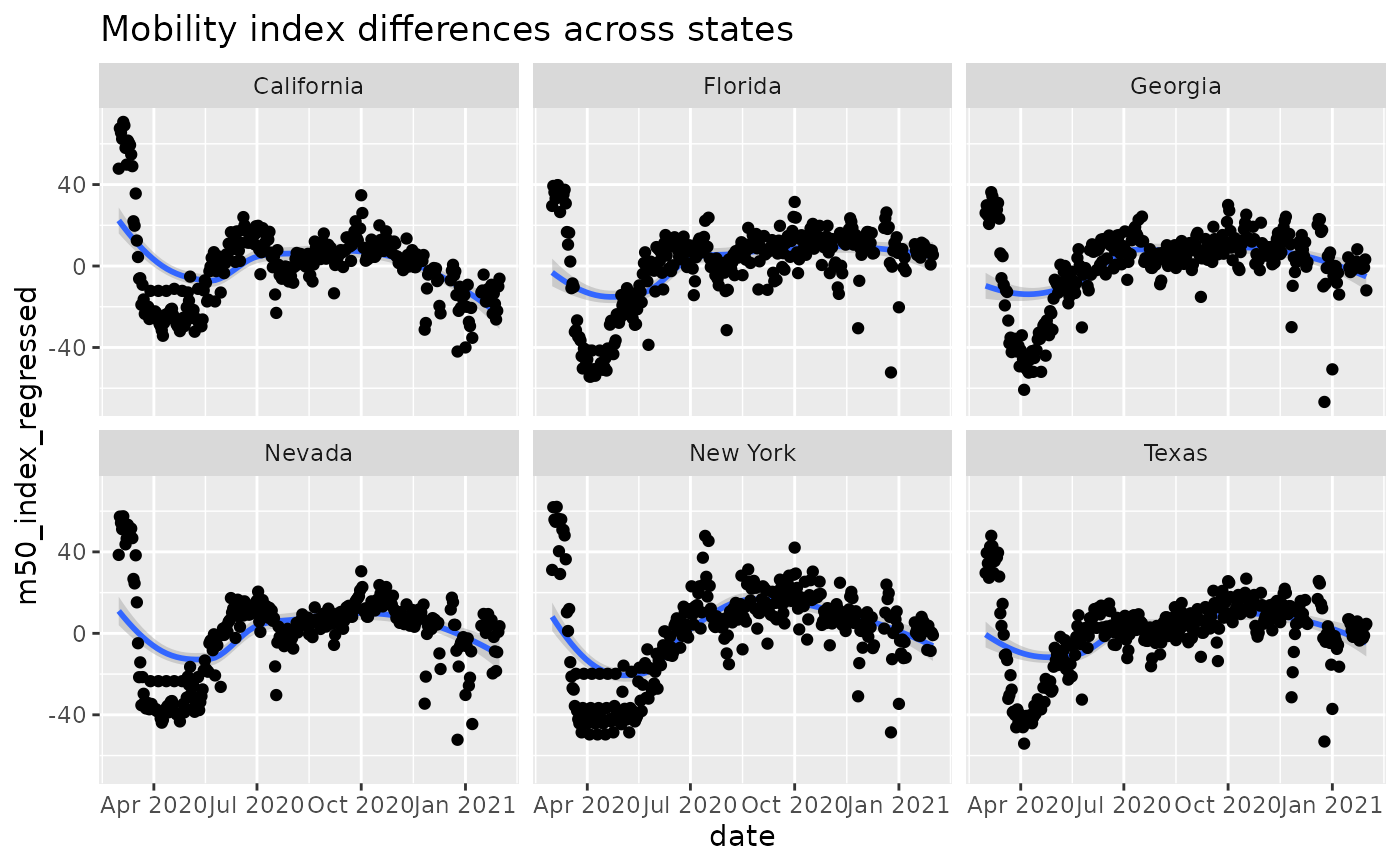 Mobility index differences across states
California
Florida
Georgia
40
0
-40
Nevada
New York
Texas
40
0
-40
m50_index_regressed
Apr 2020 Jul 2020 Oct 2020 Jan 2021
Apr 2020 Jul 2020 Oct 2020 Jan 2021
Apr 2020 Jul 2020 Oct 2020 Jan 2021
date